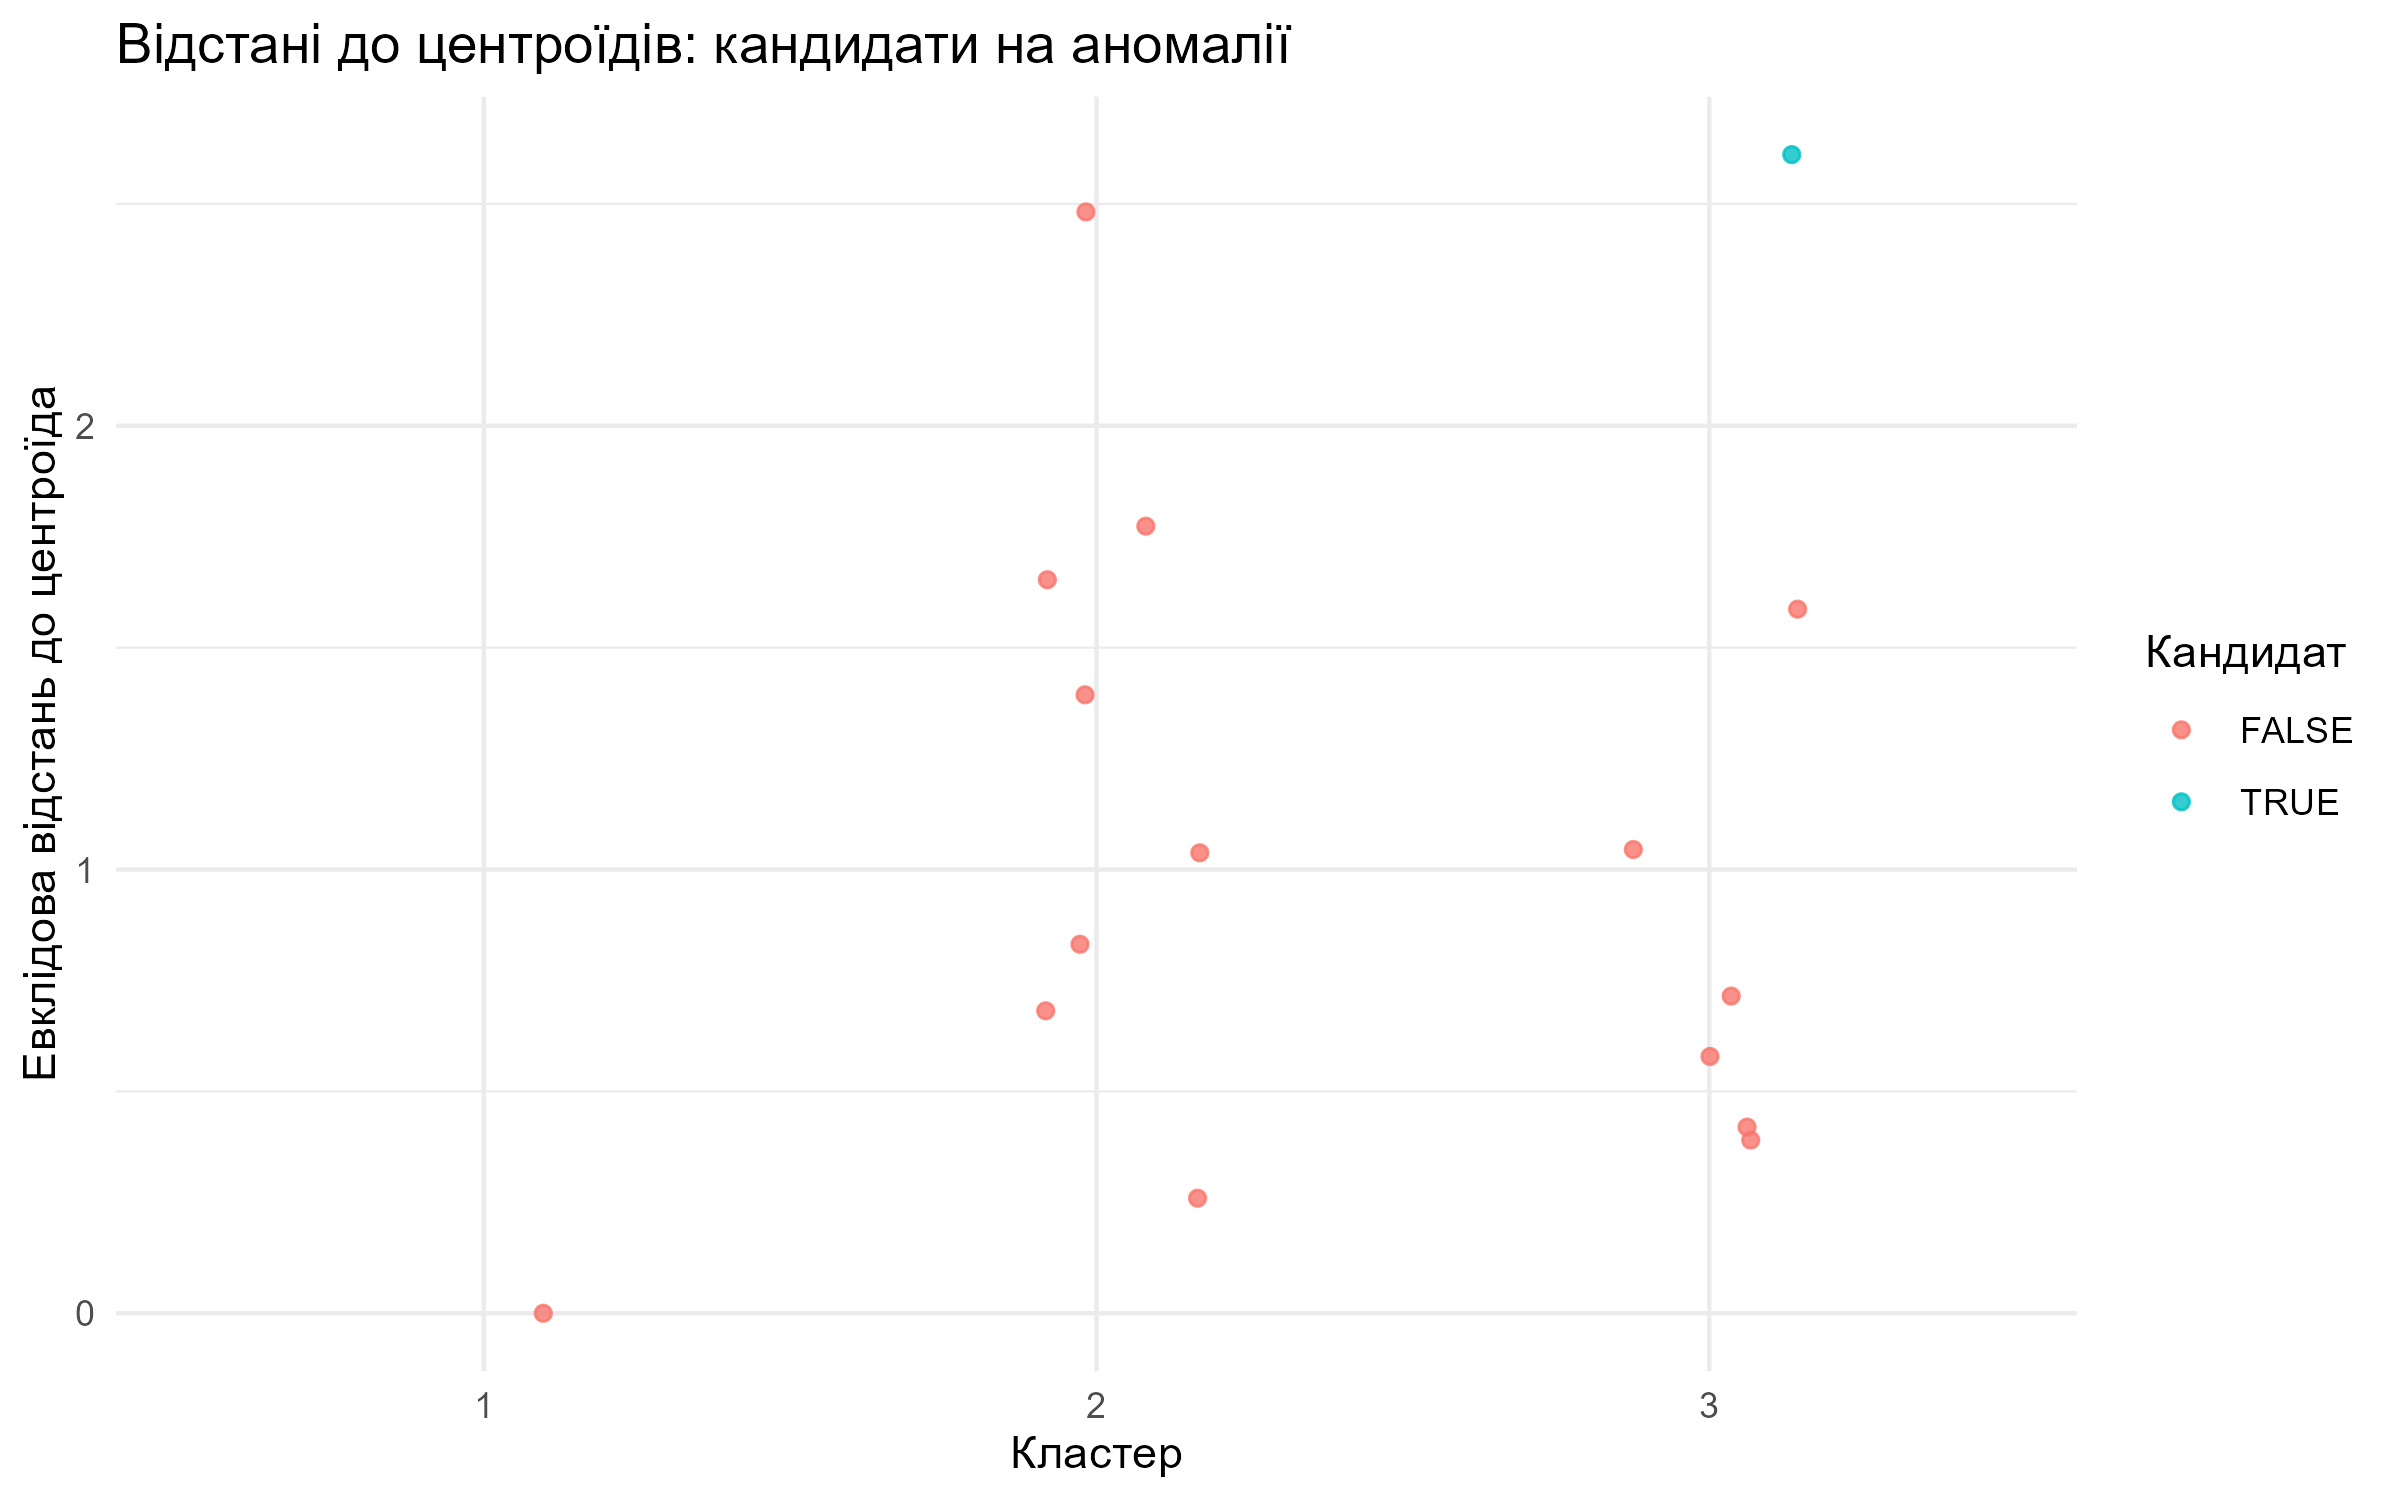 Відстані до центроїдів: кандидати на аномалії
Евклідова відстань до центроїда
2
1
0
1
2
3
Кластер
Кандидат
FALSE
TRUE